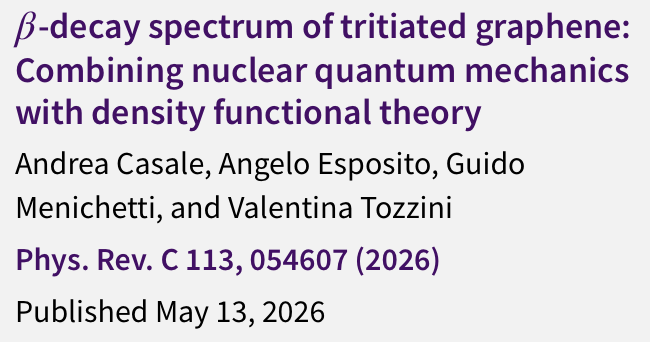 β-decay spectrum of tritiated graphene:
Combining nuclear quantum mechanics
with density functional theory
Andrea Casale, Angelo Esposito, Guido
Menichetti, and Valentina Tozzini
Phys. Rev. C 113, 054607 (2026)
Published May 13, 2026